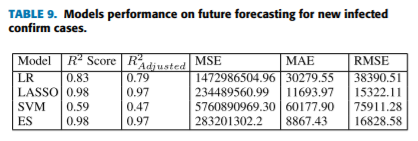 TABLE 9. Models performance on future forecasting for new infected
confirm cases.
Model R² Score R²Adjusted MSE MAE RMSE
LR 0.83 0.79 1472986504.96 30279.55 38390.51
LASSO 0.98 0.97 234489560.99 11693.97 15322.11
SVM 0.59 0.47 5760890969.30 60177.90 75911.28
ES 0.98 0.97 283201302.2 8867.43 16828.58